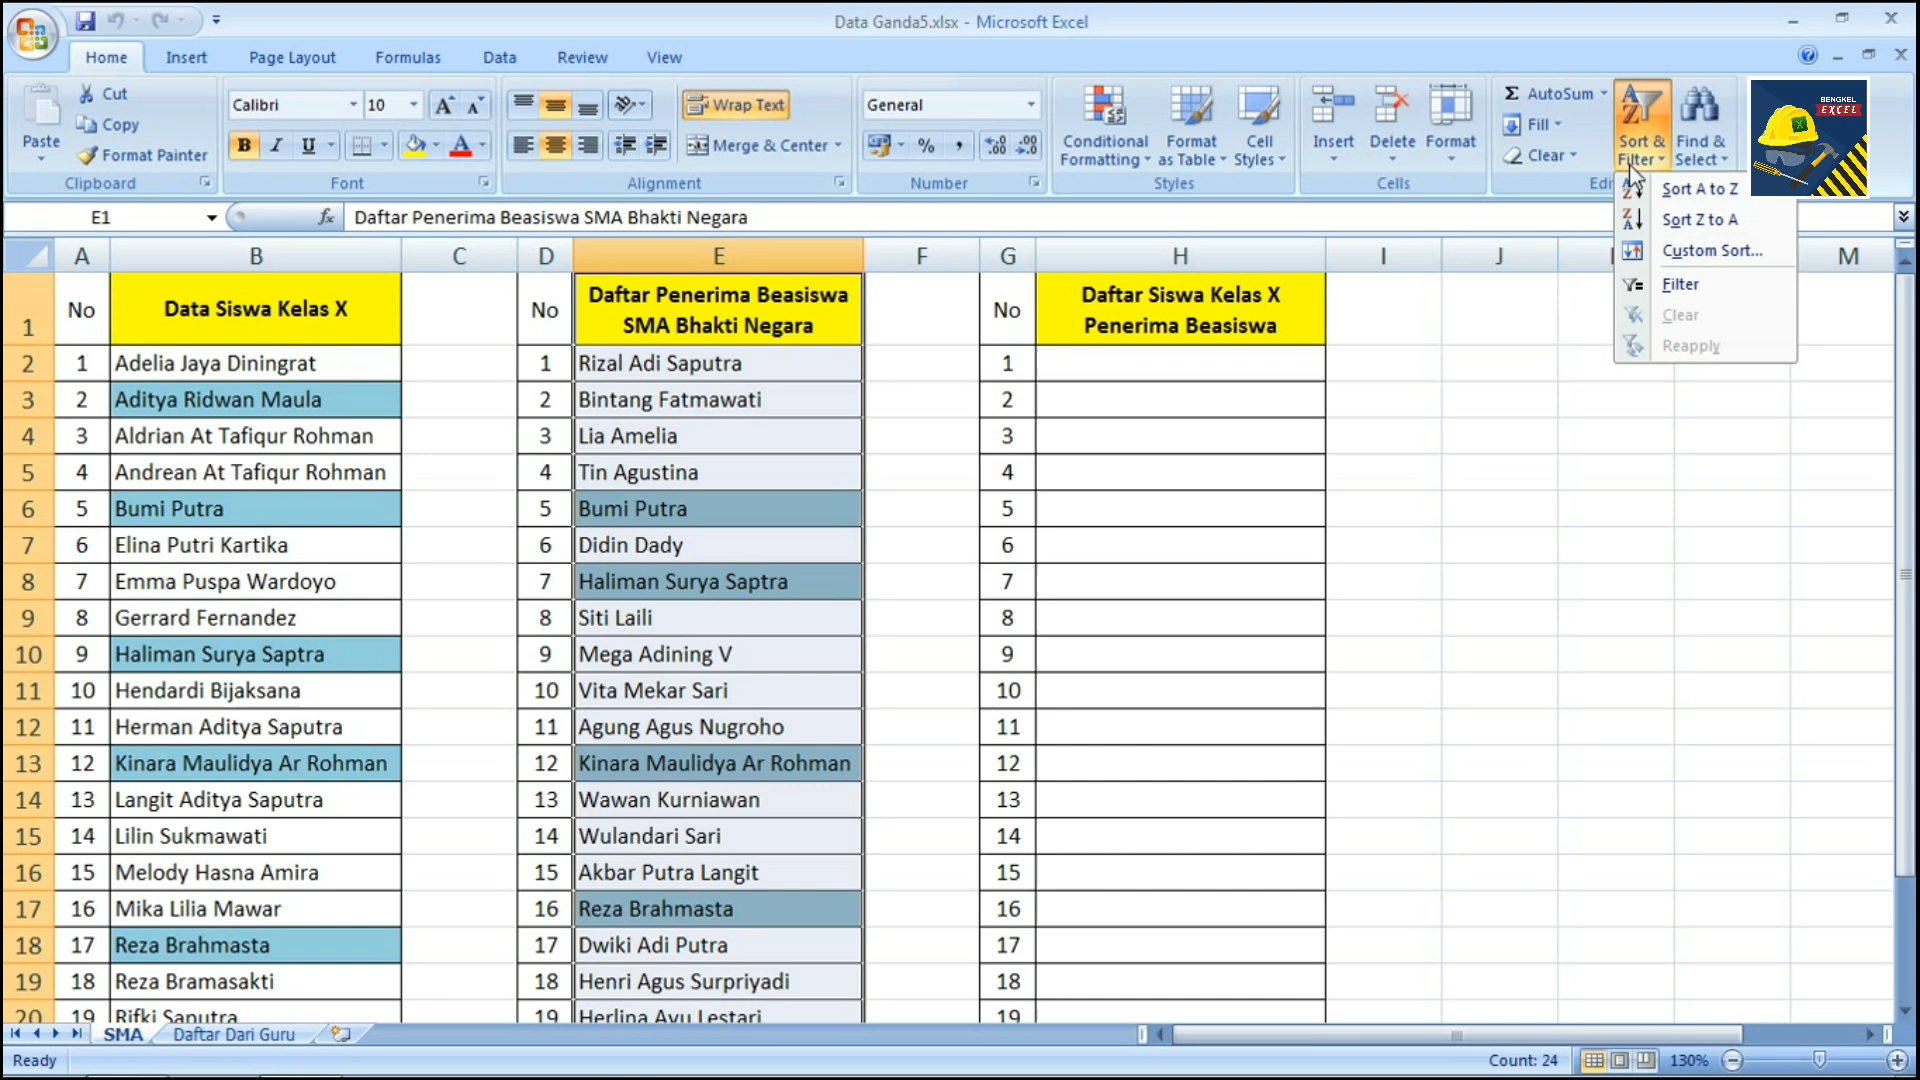 Data Ganda5.xlsx - Microsoft Excel
Home Insert Page Layout Formulas Data Review View
Paste
Cut
Copy
Format Painter
Clipboard
Calibri 10
B I U
Font
Wrap Text
Merge & Center
Alignment
General
%
Number
Conditional Formatting
Format as Table
Cell Styles
Styles
Insert Delete Format
Cells
Σ AutoSum
Fill
Clear
Sort & Filter
Find & Select
BENGKEL
EXCEL
Sort A to Z
Sort Z to A
Custom Sort...
Filter
Clear
Reapply
E1 fx Daftar Penerima Beasiswa SMA Bhakti Negara
A B C D E F G H I J M
1 No Data Siswa Kelas X No Daftar Penerima Beasiswa SMA Bhakti Negara No Daftar Siswa Kelas X Penerima Beasiswa
2 1 Adelia Jaya Diningrat 1 Rizal Adi Saputra 1
3 2 Aditya Ridwan Maula 2 Bintang Fatmawati 2
4 3 Aldrian At Tafiqur Rohman 3 Lia Amelia 3
5 4 Andrean At Tafiqur Rohman 4 Tin Agustina 4
6 5 Bumi Putra 5 Bumi Putra 5
7 6 Elina Putri Kartika 6 Didin Dady 6
8 7 Emma Puspa Wardoyo 7 Haliman Surya Saptra 7
9 8 Gerrard Fernandez 8 Siti Laili 8
10 9 Haliman Surya Saptra 9 Mega Adining V 9
11 10 Hendardi Bijaksana 10 Vita Mekar Sari 10
12 11 Herman Aditya Saputra 11 Agung Agus Nugroho 11
13 12 Kinara Maulidya Ar Rohman 12 Kinara Maulidya Ar Rohman 12
14 13 Langit Aditya Saputra 13 Wawan Kurniawan 13
15 14 Lilin Sukmawati 14 Wulandari Sari 14
16 15 Melody Hasna Amira 15 Akbar Putra Langit 15
17 16 Mika Lilia Mawar 16 Reza Brahmasta 16
18 17 Reza Brahmasta 17 Dwiki Adi Putra 17
19 18 Reza Bramasakti 18 Henri Agus Surpriyadi 18
20 19 Rifki Saputra 19 Herlina Ayu Lestari 19
SMA Daftar Dari Guru
Ready Count: 24 130%